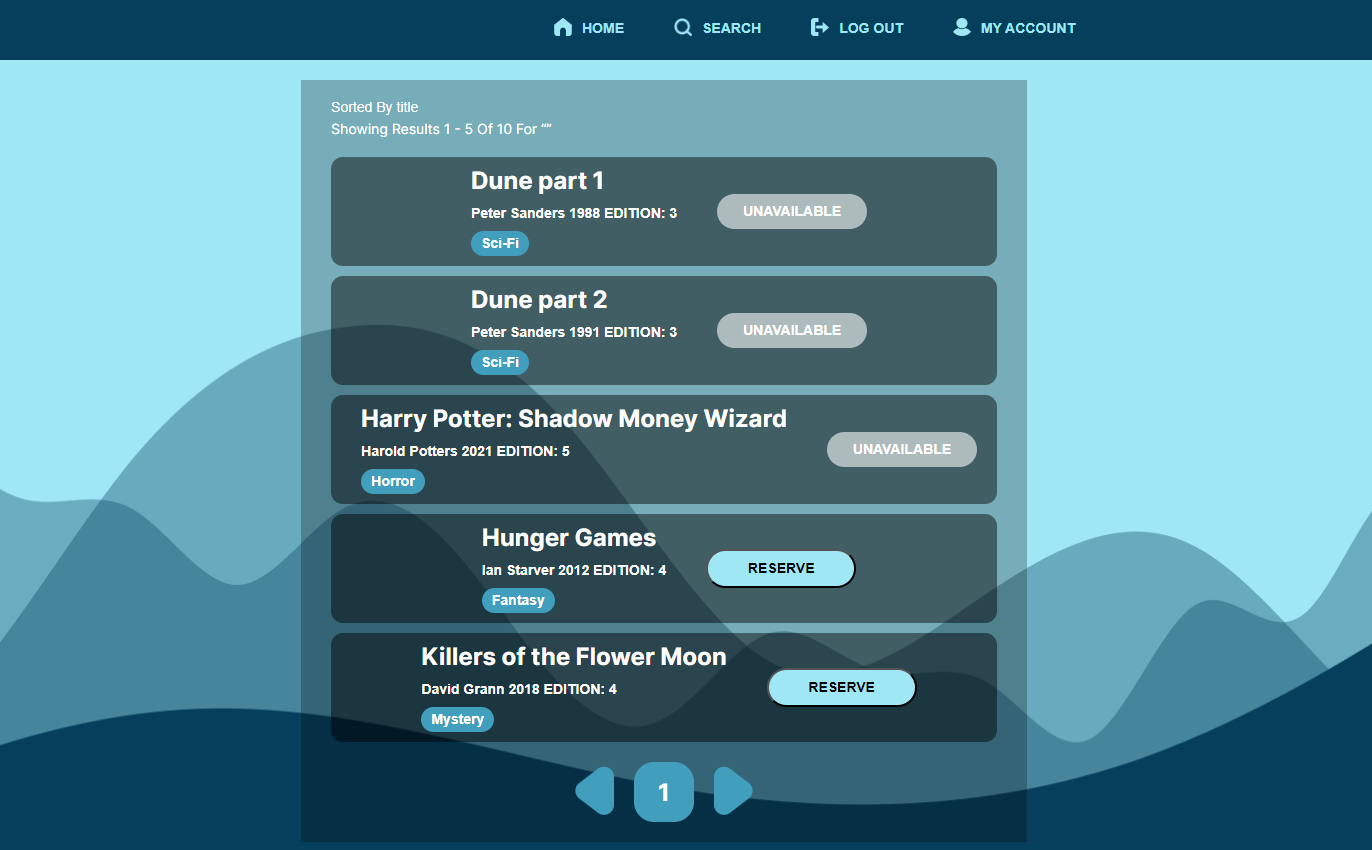 HOME SEARCH LOG OUT MY ACCOUNT
Sorted By title
Showing Results 1 - 5 Of 10 For “”
Dune part 1
Peter Sanders 1988 EDITION: 3
UNAVAILABLE
Sci-Fi
Dune part 2
Peter Sanders 1991 EDITION: 3
UNAVAILABLE
Sci-Fi
Harry Potter: Shadow Money Wizard
Harold Potters 2021 EDITION: 5
UNAVAILABLE
Horror
Hunger Games
Ian Starver 2012 EDITION: 4
RESERVE
Fantasy
Killers of the Flower Moon
David Grann 2018 EDITION: 4
RESERVE
Mystery
1